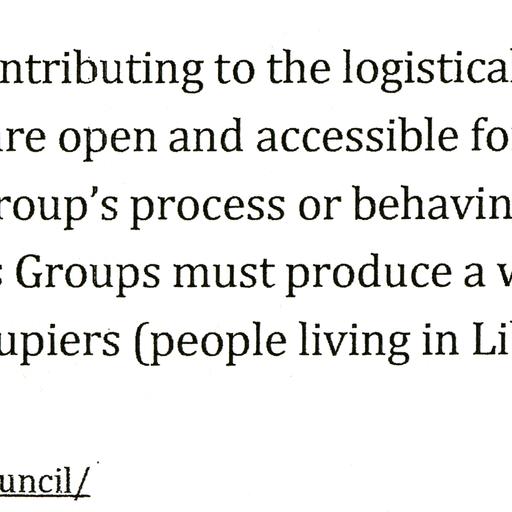 ntributing to the logistical
re open and accessible fo
roup's process or behavin
Groups must produce a
upiers (people living in Li
uncil/